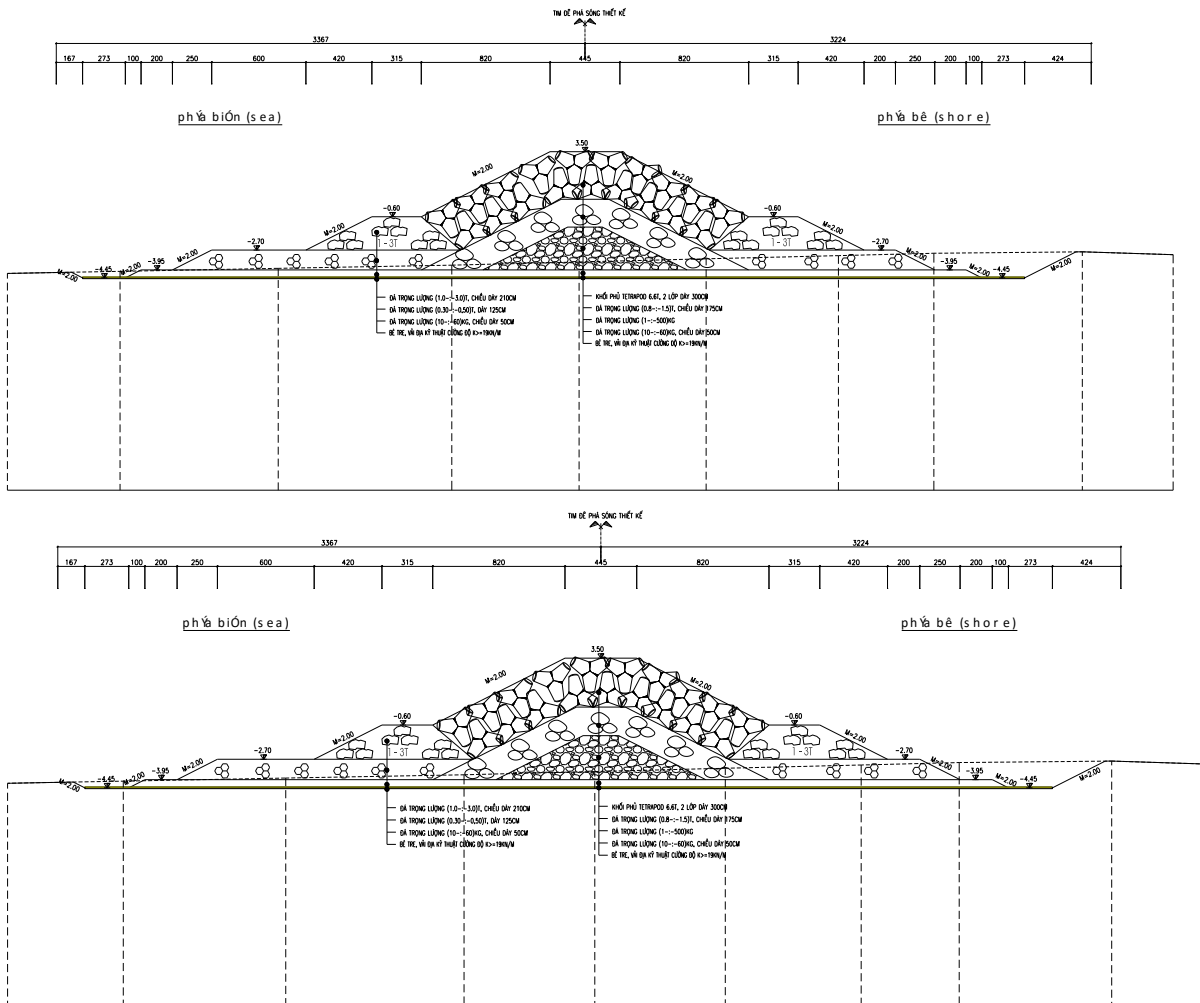 TIM ĐÊ PHÁ SÓNG THIẾT KẾ
3367 3224
167 273 100 200 250 600 420 315 820 445 820 315 420 200 250 200 100 273 424
phÝa biÓn (sea) phÝa bê (shore)
3.50
M=2.00 M=2.00
-0.60 -0.60
M=2.00 1-3T 1-3T M=2.00
-2.70 -2.70
M=2.00 M=2.00
-3.95 -3.95
M=2.00 -4.45 M=2.00 M=2.00 -4.45 M=2.00
ĐÁ TRỌNG LƯỢNG (1.0-:-3.0)T, CHIỀU DÀY 210CM
ĐÁ TRỌNG LƯỢNG (0.30-:-0.50)T, DÀY 125CM
ĐÁ TRỌNG LƯỢNG (10-:-60)KG, CHIỀU DÀY 50CM
BÈ TRE, VẢI ĐỊA KỸ THUẬT CƯỜNG ĐỘ K>=19KN/M
KHỐI PHỦ TETRAPOD 6.6T, 2 LỚP DÀY 300CM
ĐÁ TRỌNG LƯỢNG (0.8-:-1.5)T, CHIỀU DÀY 175CM
ĐÁ TRỌNG LƯỢNG (1-:-500)KG
ĐÁ TRỌNG LƯỢNG (10-:-60)KG, CHIỀU DÀY 50CM
BÈ TRE, VẢI ĐỊA KỸ THUẬT CƯỜNG ĐỘ K>=19KN/M
TIM ĐÊ PHÁ SÓNG THIẾT KẾ
3367 3224
167 273 100 200 250 600 420 315 820 445 820 315 420 200 250 200 100 273 424
phÝa biÓn (sea) phÝa bê (shore)
3.50
M=2.00 M=2.00
-0.60 -0.60
M=2.00 1-3T 1-3T M=2.00
-2.70 -2.70
M=2.00 M=2.00
-3.95 -3.95
M=2.00 -4.45 M=2.00 M=2.00 -4.45 M=2.00
ĐÁ TRỌNG LƯỢNG (1.0-:-3.0)T, CHIỀU DÀY 210CM
ĐÁ TRỌNG LƯỢNG (0.30-:-0.50)T, DÀY 125CM
ĐÁ TRỌNG LƯỢNG (10-:-60)KG, CHIỀU DÀY 50CM
BÈ TRE, VẢI ĐỊA KỸ THUẬT CƯỜNG ĐỘ K>=19KN/M
KHỐI PHỦ TETRAPOD 6.6T, 2 LỚP DÀY 300CM
ĐÁ TRỌNG LƯỢNG (0.8-:-1.5)T, CHIỀU DÀY 175CM
ĐÁ TRỌNG LƯỢNG (1-:-500)KG
ĐÁ TRỌNG LƯỢNG (10-:-60)KG, CHIỀU DÀY 50CM
BÈ TRE, VẢI ĐỊA KỸ THUẬT CƯỜNG ĐỘ K>=19KN/M